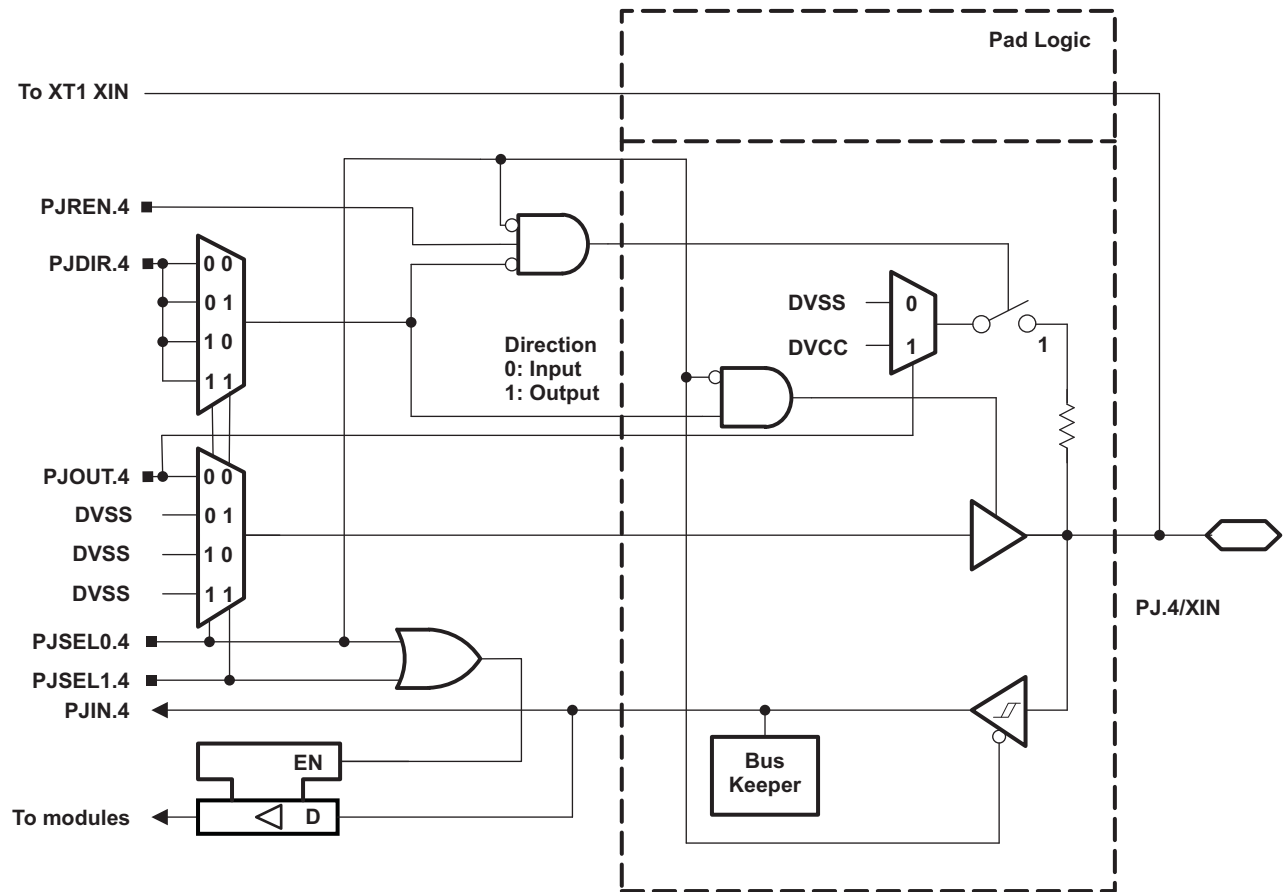 Pad Logic
To XT1 XIN
PJREN.4
PJDIR.4
0 0
0 1
1 0
1 1
Direction
0: Input
1: Output
DVSS
0
DVCC
1
1
PJOUT.4
0 0
DVSS
0 1
DVSS
1 0
DVSS
1 1
PJ.4/XIN
PJSEL0.4
PJSEL1.4
PJIN.4
Bus
Keeper
EN
To modules
D